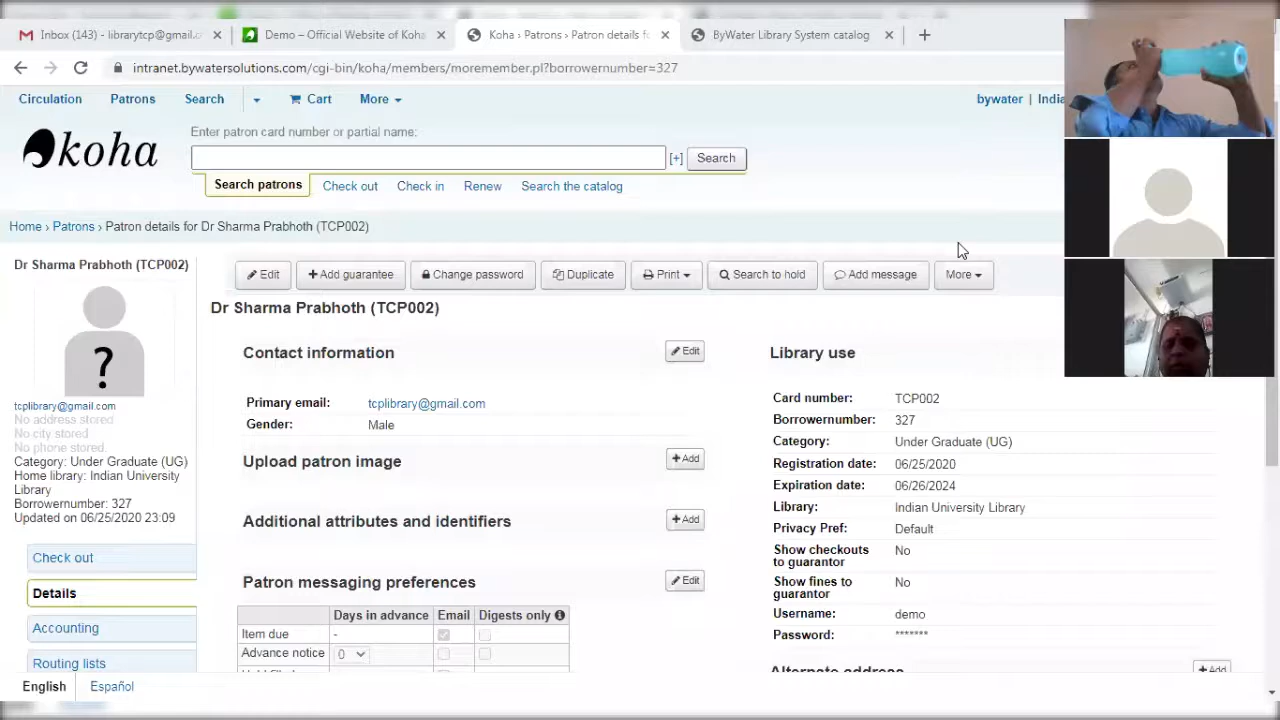 Inbox (143) - librarytcp@gmail.c
Demo – Official Website of Koha
Koha › Patrons › Patron details fo
ByWater Library System catalog
intranet.bywatersolutions.com/cgi-bin/koha/members/moremember.pl?borrowernumber=327
Circulation Patrons Search Cart More
bywater | India
koha
Enter patron card number or partial name:
[+] Search
Search patrons Check out Check in Renew Search the catalog
Home › Patrons › Patron details for Dr Sharma Prabhoth (TCP002)
Dr Sharma Prabhoth (TCP002)
?
tcplibrary@gmail.com
No address stored
No city stored
No phone stored.
Category: Under Graduate (UG)
Home library: Indian University
Library
Borrowernumber: 327
Updated on 06/25/2020 23:09
Check out
Details
Accounting
Routing lists
Edit +Add guarantee Change password Duplicate Print Search to hold Add message More
Dr Sharma Prabhoth (TCP002)
Contact information
Edit
Primary email: tcplibrary@gmail.com
Gender: Male
Upload patron image
+Add
Additional attributes and identifiers
+Add
Patron messaging preferences
Edit
Days in advance Email Digests only
Item due -
Advance notice 0
Library use
Card number: TCP002
Borrowernumber: 327
Category: Under Graduate (UG)
Registration date: 06/25/2020
Expiration date: 06/26/2024
Library: Indian University Library
Privacy Pref: Default
Show checkouts No
to guarantor
Show fines to No
guarantor
Username: demo
Password: *******
Alternate address
+Add
English Español